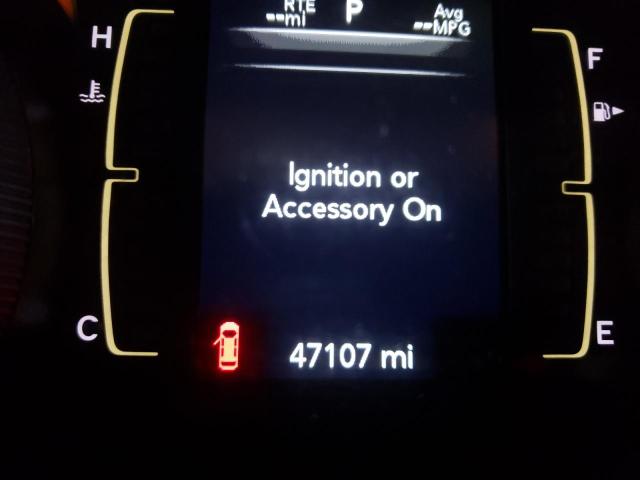 RTE
--mi
P
Avg
--MPG
H
F
Ignition or
Accessory On
C
E
47107 mi